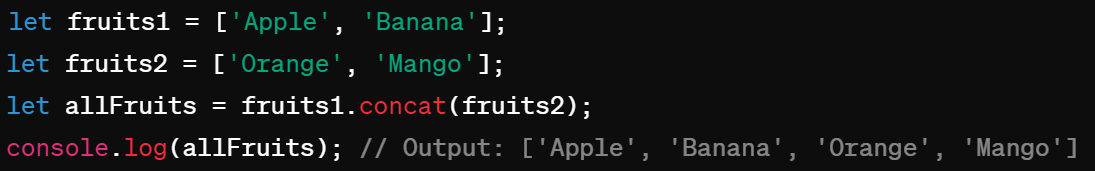 let fruits1 = ['Apple', 'Banana'];
let fruits2 = ['Orange', 'Mango'];
let allFruits = fruits1.concat(fruits2);
console.log(allFruits); // Output: ['Apple', 'Banana', 'Orange', 'Mango']